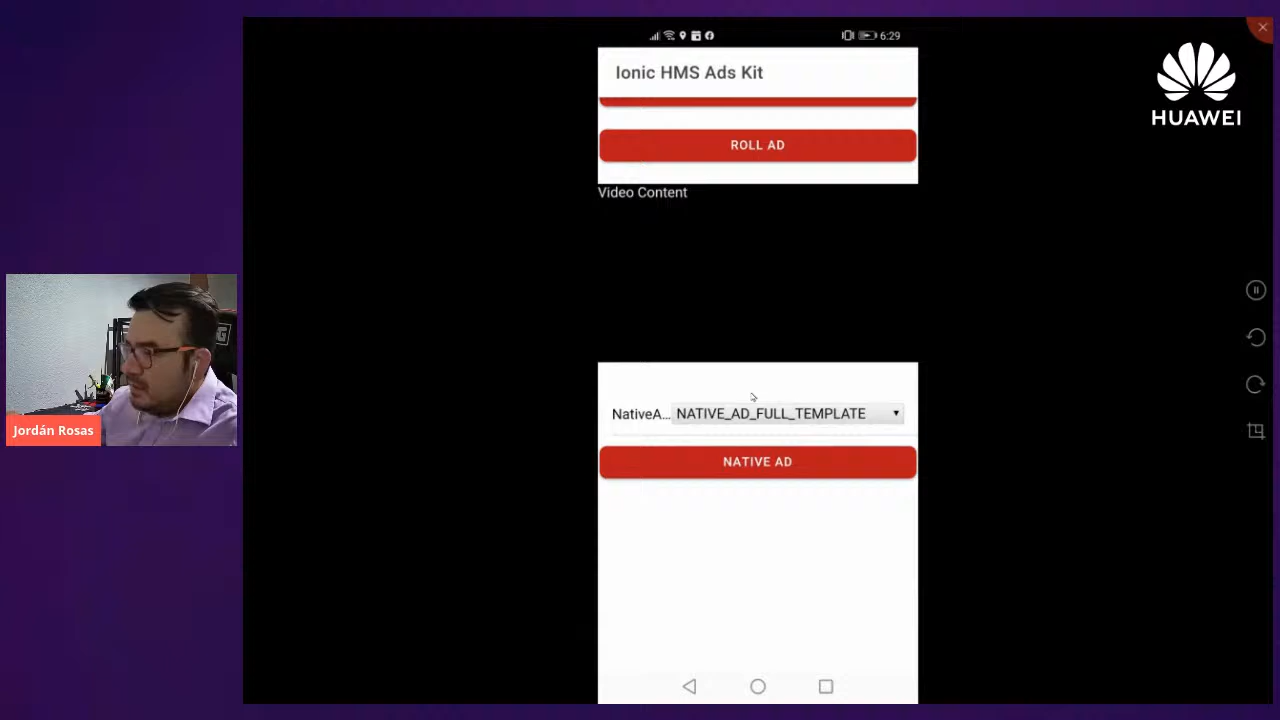 6:29
Ionic HMS Ads Kit
HUAWEI
ROLL AD
Video Content
NativeA... NATIVE_AD_FULL_TEMPLATE
Jordán Rosas
NATIVE AD